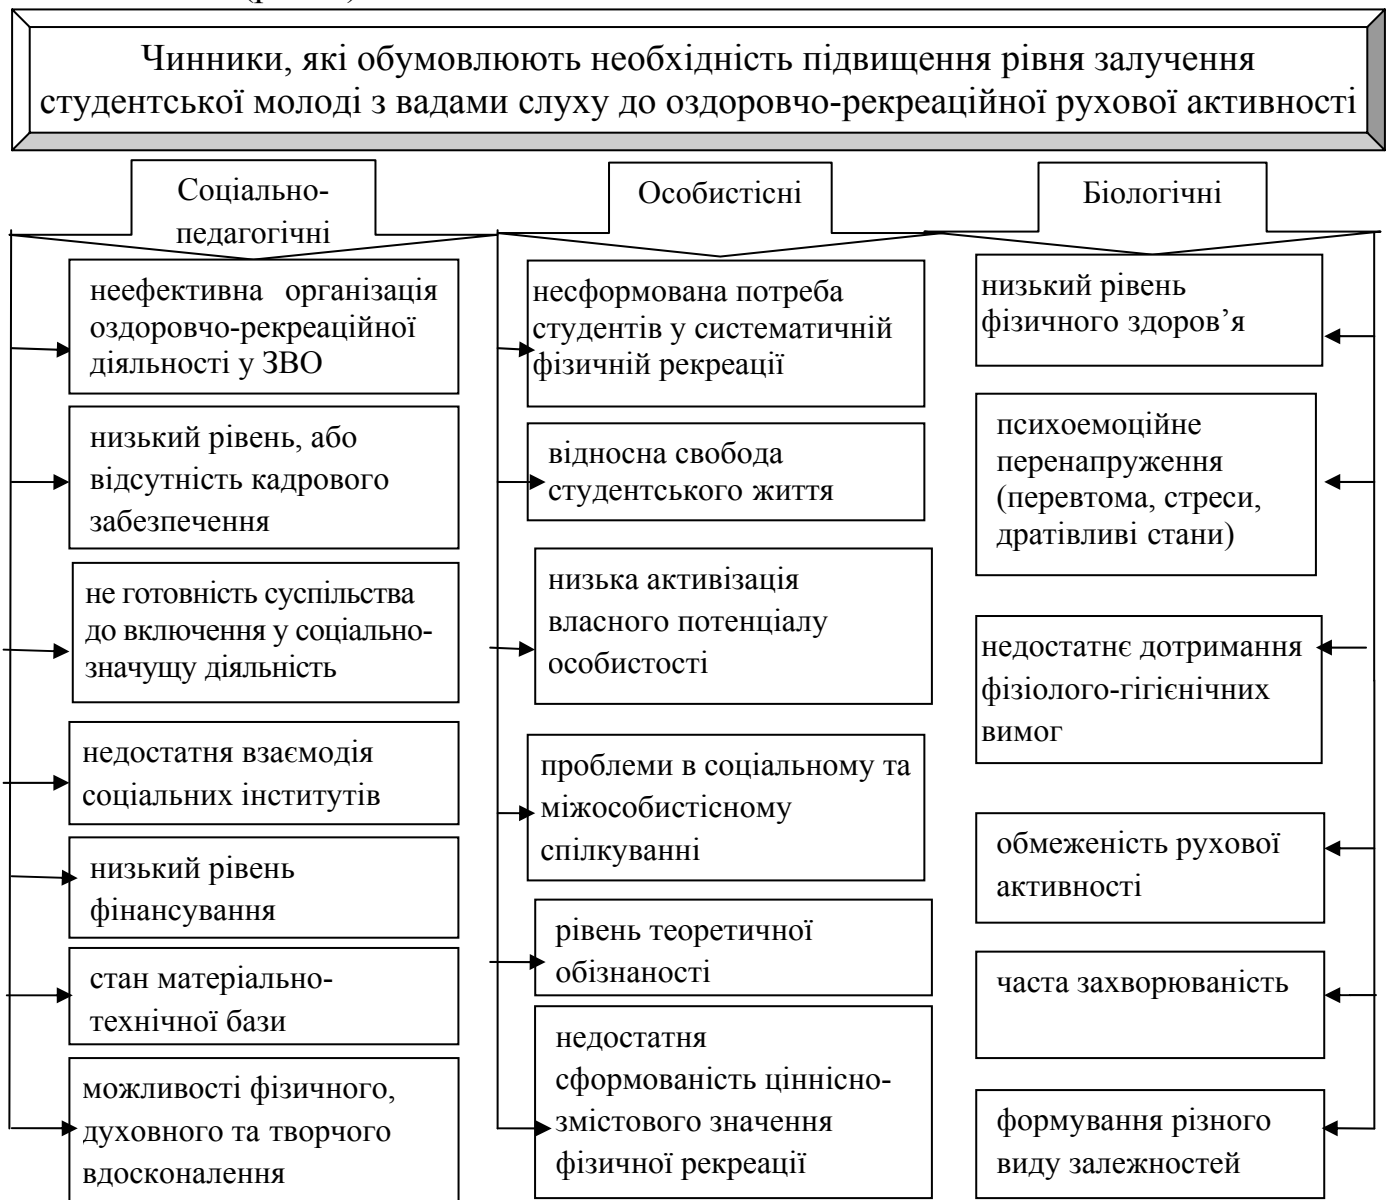 Чинники, які обумовлюють необхідність підвищення рівня залучення
студентської молоді з вадами слуху до оздоровчо-рекреаційної рухової активності
Соціально-
педагогічні
неефективна організація
оздоровчо-рекреаційної
діяльності у ЗВО
низький рівень, або
відсутність кадрового
забезпечення
не готовність суспільства
до включення у соціально-
значущу діяльність
недостатня взаємодія
соціальних інститутів
низький рівень
фінансування
стан матеріально-
технічної бази
можливості фізичного,
духовного та творчого
вдосконалення
Особистісні
несформована потреба
студентів у систематичній
фізичній рекреації
відносна свобода
студентського життя
низька активізація
власного потенціалу
особистості
проблеми в соціальному та
міжособистісному
спілкуванні
рівень теоретичної
обізнаності
недостатня
сформованість ціннісно-
змістового значення
фізичної рекреації
Біологічні
низький рівень
фізичного здоров’я
психоемоційне
перенапруження
(перевтома, стреси,
дратівливі стани)
недостатнє дотримання
фізіолого-гігієнічних
вимог
обмеженість рухової
активності
часта захворюваність
формування різного
виду залежностей